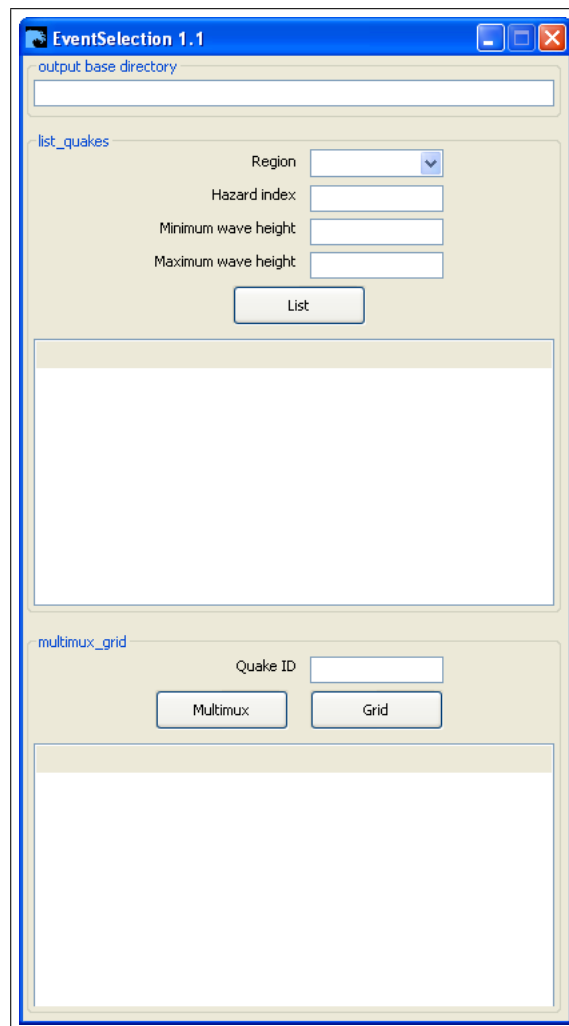 EventSelection 1.1
output base directory
list_quakes
Region
Hazard index
Minimum wave height
Maximum wave height
List
multimux_grid
Quake ID
Multimux Grid